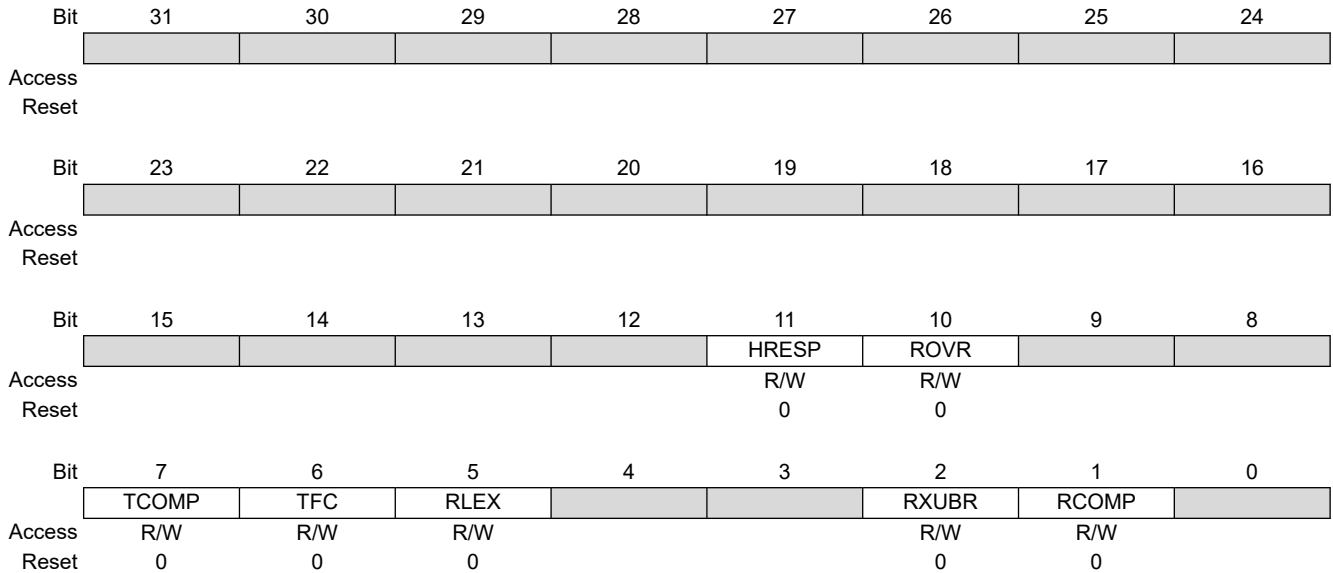 Bit 31 30 29 28 27 26 25 24
Access
Reset
Bit 23 22 21 20 19 18 17 16
Access
Reset
Bit 15 14 13 12 11 10 9 8
HRESP ROVR
Access R/W R/W
Reset 0 0
Bit 7 6 5 4 3 2 1 0
TCOMP TFC RLEX RXUBR RCOMP
Access R/W R/W R/W R/W R/W
Reset 0 0 0 0 0